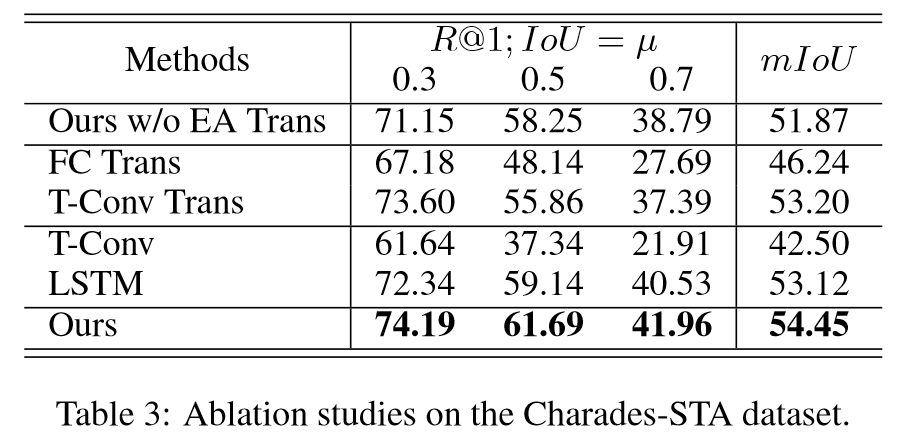 Methods R@1; IoU = μ mIoU
0.3 0.5 0.7
Ours w/o EA Trans 71.15 58.25 38.79 51.87
FC Trans 67.18 48.14 27.69 46.24
T-Conv Trans 73.60 55.86 37.39 53.20
T-Conv 61.64 37.34 21.91 42.50
LSTM 72.34 59.14 40.53 53.12
Ours 74.19 61.69 41.96 54.45
Table 3: Ablation studies on the Charades-STA dataset.